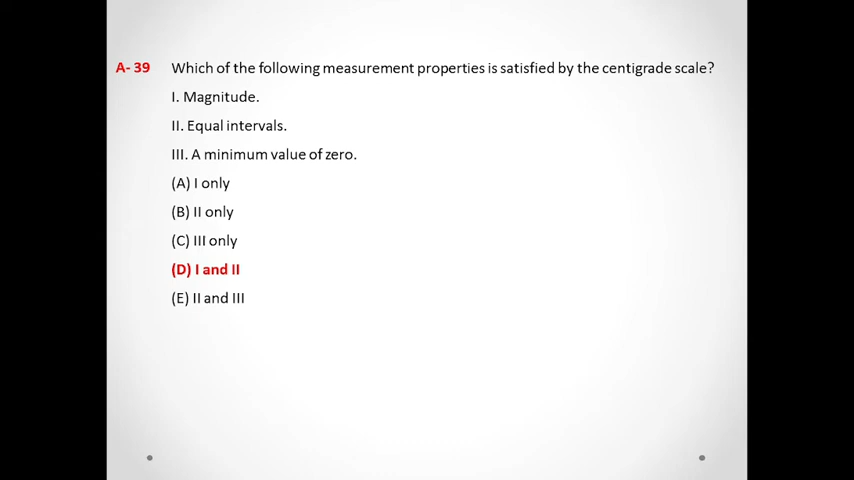 A- 39 Which of the following measurement properties is satisfied by the centigrade scale?
I. Magnitude.
II. Equal intervals.
III. A minimum value of zero.
(A) I only
(B) II only
(C) III only
(D) I and II
(E) II and III